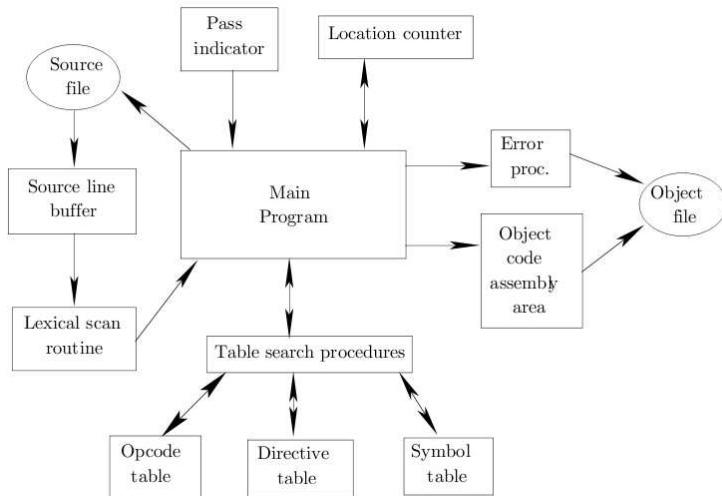 Pass
indicator
Location counter
Source
file
Error
proc.
Source line
buffer
Main
Program
Object
file
Object
code
assembly
area
Lexical scan
routine
Table search procedures
Opcode
table
Directive
table
Symbol
table